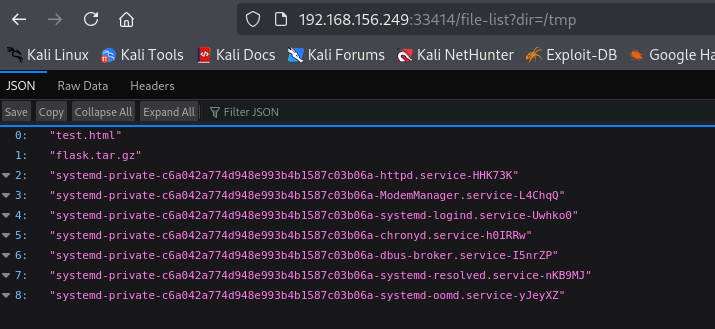 192.168.156.249:33414/file-list?dir=/tmp
Kali Linux Kali Tools Kali Docs Kali Forums Kali NetHunter Exploit-DB Google Ha
JSON Raw Data Headers
Save Copy Collapse All Expand All Filter JSON
0: "test.html"
1: "flask.tar.gz"
2: "systemd-private-c6a042a774d948e993b4b1587c03b06a-httpd.service-HHK73K"
3: "systemd-private-c6a042a774d948e993b4b1587c03b06a-ModemManager.service-L4ChqQ"
4: "systemd-private-c6a042a774d948e993b4b1587c03b06a-systemd-logind.service-Uwhko0"
5: "systemd-private-c6a042a774d948e993b4b1587c03b06a-chronyd.service-h0IRRw"
6: "systemd-private-c6a042a774d948e993b4b1587c03b06a-dbus-broker.service-I5nrZP"
7: "systemd-private-c6a042a774d948e993b4b1587c03b06a-systemd-resolved.service-nKB9MJ"
8: "systemd-private-c6a042a774d948e993b4b1587c03b06a-systemd-oomd.service-yJeyXZ"